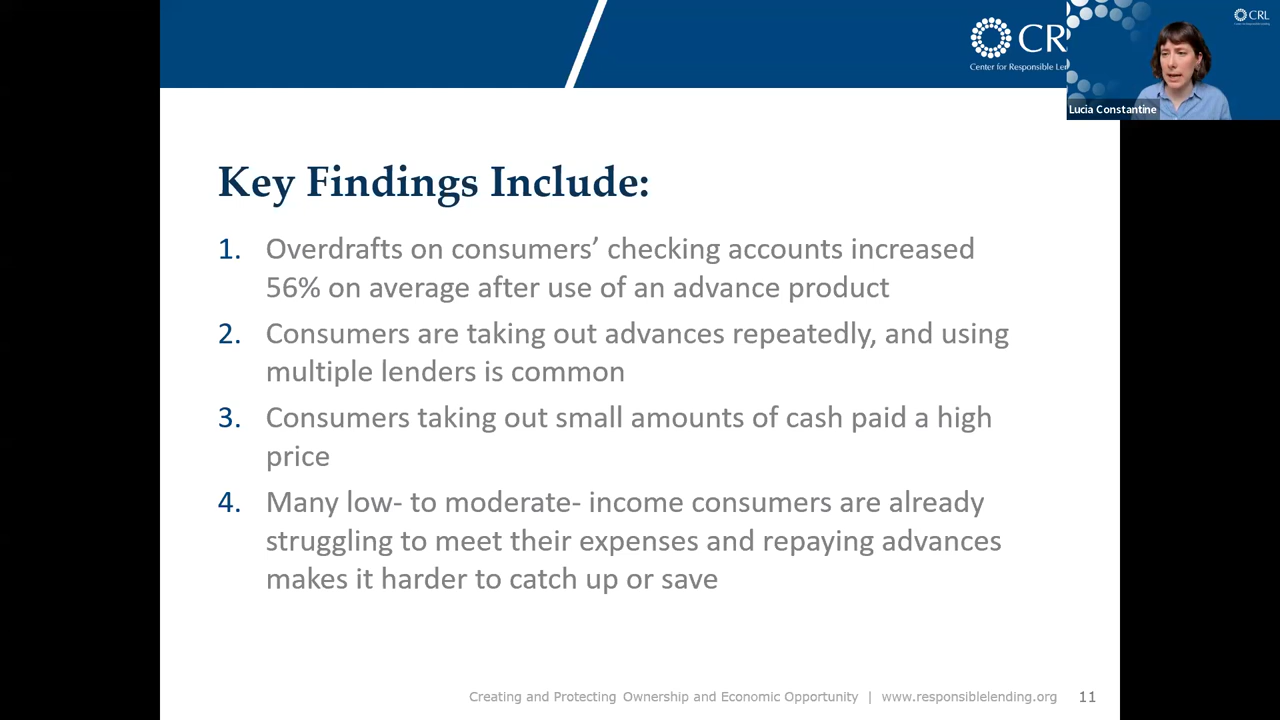 CR
Center for Responsible Le
CRL
Lucia Constantine
Key Findings Include:
1. Overdrafts on consumers’ checking accounts increased
56% on average after use of an advance product
2. Consumers are taking out advances repeatedly, and using
multiple lenders is common
3. Consumers taking out small amounts of cash paid a high
price
4. Many low- to moderate- income consumers are already
struggling to meet their expenses and repaying advances
makes it harder to catch up or save
Creating and Protecting Ownership and Economic Opportunity | www.responsiblelending.org 11